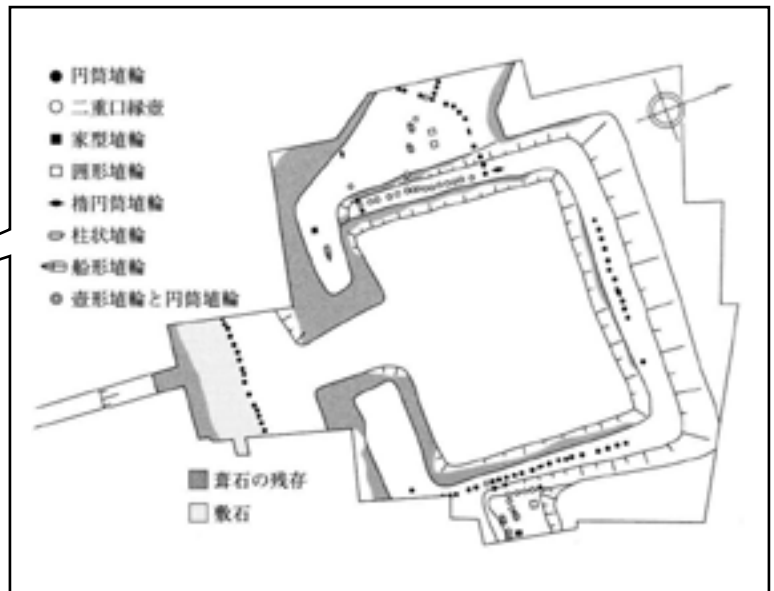 円筒埴輪
二重口縁壺
家型埴輪
囲形埴輪
楕円筒埴輪
柱状埴輪
船形埴輪
壺形埴輪と円筒埴輪
葺石の残存
敷石